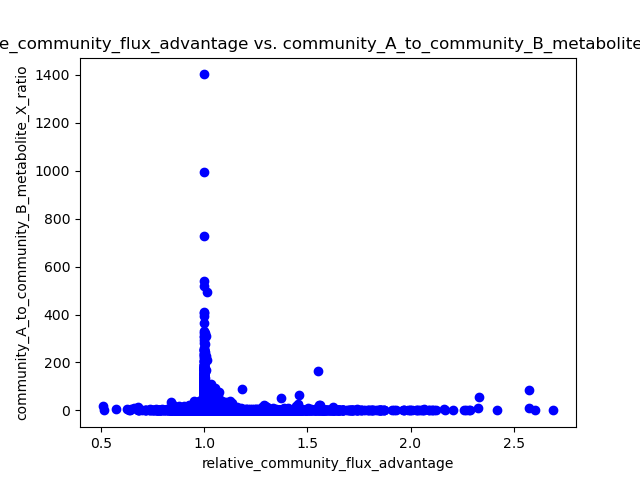 e_community_flux_advantage vs. community_A_to_community_B_metabolite
1400
1200
1000
800
600
400
200
0
community_A_to_community_B_metabolite_X_ratio
0.5 1.0 1.5 2.0 2.5
relative_community_flux_advantage